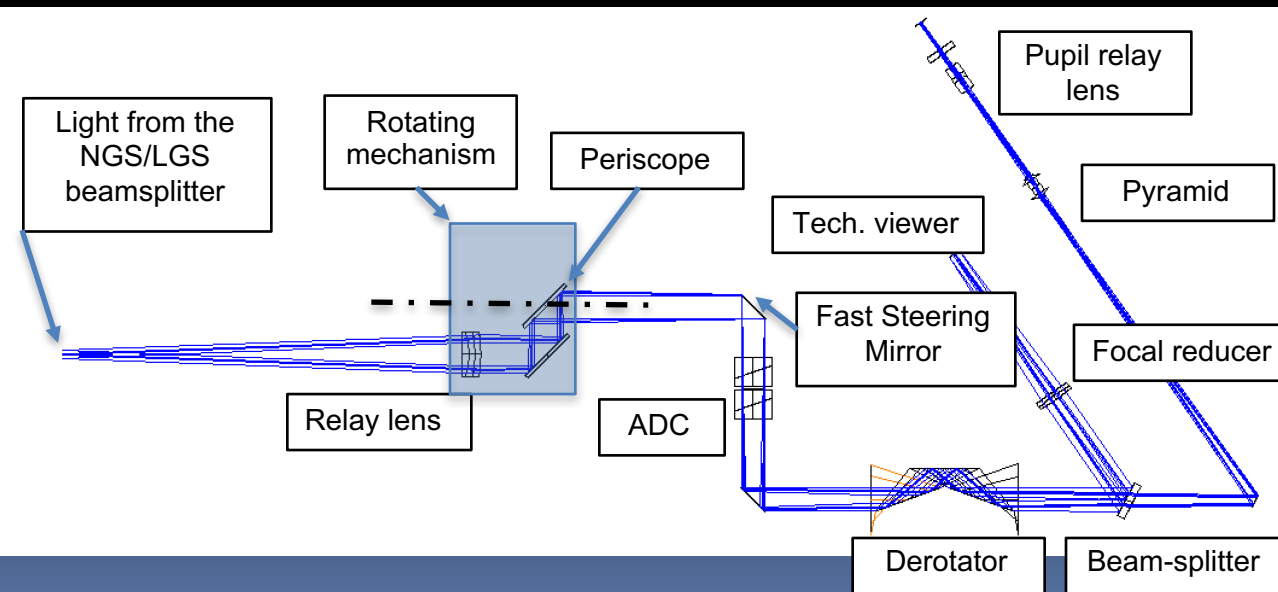 Pupil relay
lens
Light from the
NGS/LGS
beamsplitter
Rotating
mechanism
Periscope
Pyramid
Tech. viewer
Fast Steering
Mirror
Focal reducer
Relay lens
ADC
Derotator
Beam-splitter